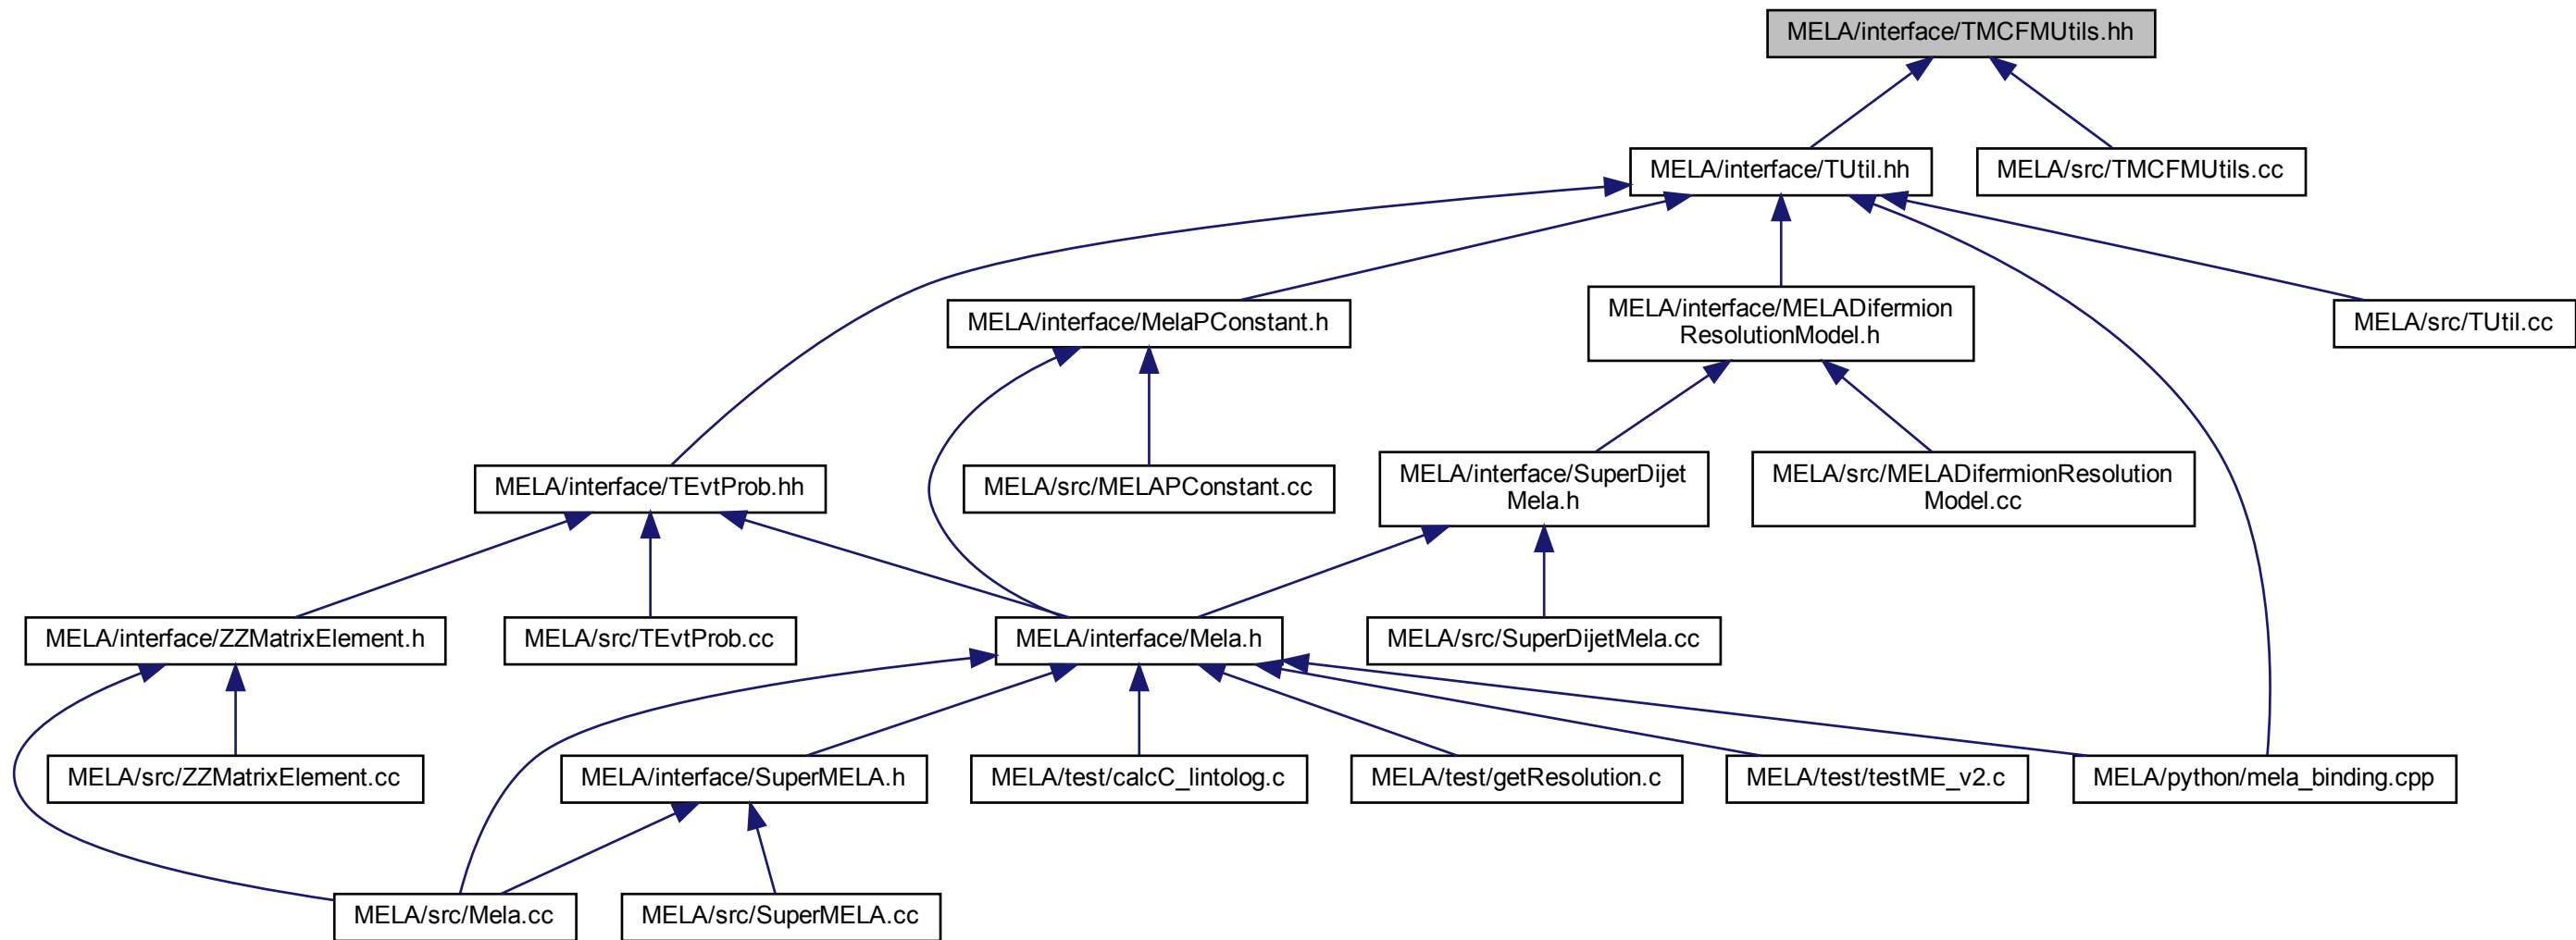 MELA/interface/TMCFMUtils.hh
MELA/interface/TUtil.hh
MELA/src/TMCFMUtils.cc
MELA/interface/MelaPConstant.h
MELA/interface/MELADifermion
ResolutionModel.h
MELA/src/TUtil.cc
MELA/interface/TEvtProb.hh
MELA/src/MELAPConstant.cc
MELA/interface/SuperDijet
Mela.h
MELA/src/MELADifermionResolution
Model.cc
MELA/interface/ZZMatrixElement.h
MELA/src/TEvtProb.cc
MELA/interface/Mela.h
MELA/src/SuperDijetMela.cc
MELA/src/ZZMatrixElement.cc
MELA/interface/SuperMELA.h
MELA/test/calcC_lintolog.c
MELA/test/getResolution.c
MELA/test/testME_v2.c
MELA/python/mela_binding.cpp
MELA/src/Mela.cc
MELA/src/SuperMELA.cc